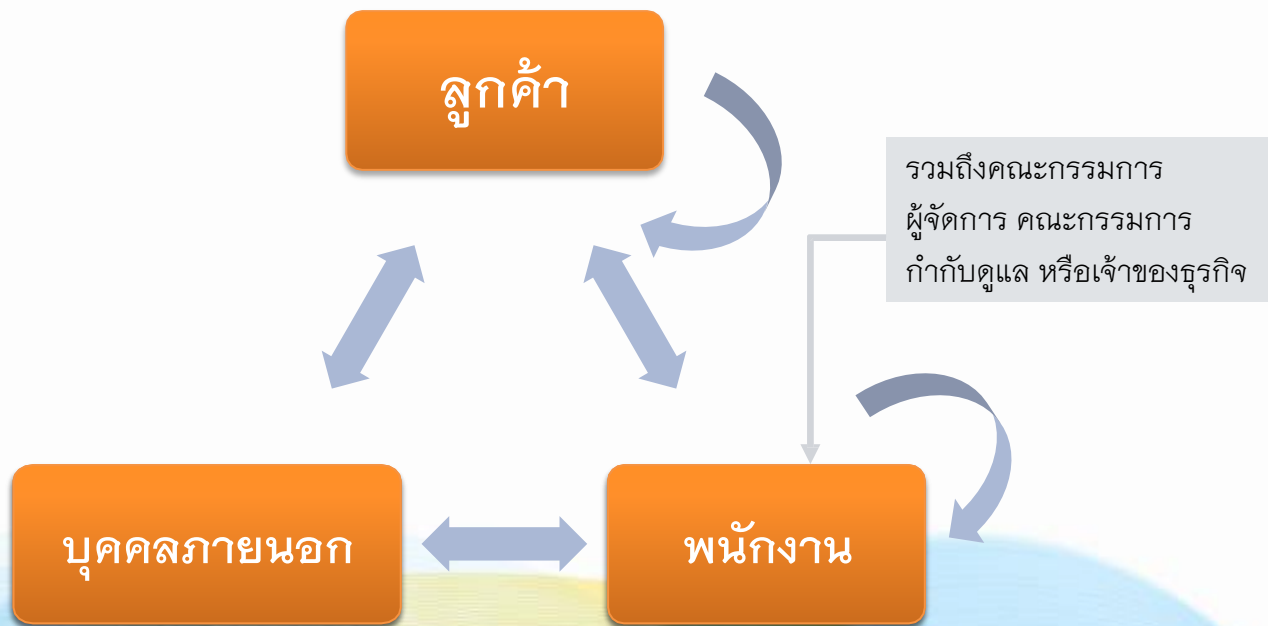 ลูกค้า
รวมถึงคณะกรรมการ
ผู้จัดการ คณะกรรมการ
กำกับดูแล หรือเจ้าของธุรกิจ
บุคคลภายนอก
พนักงาน